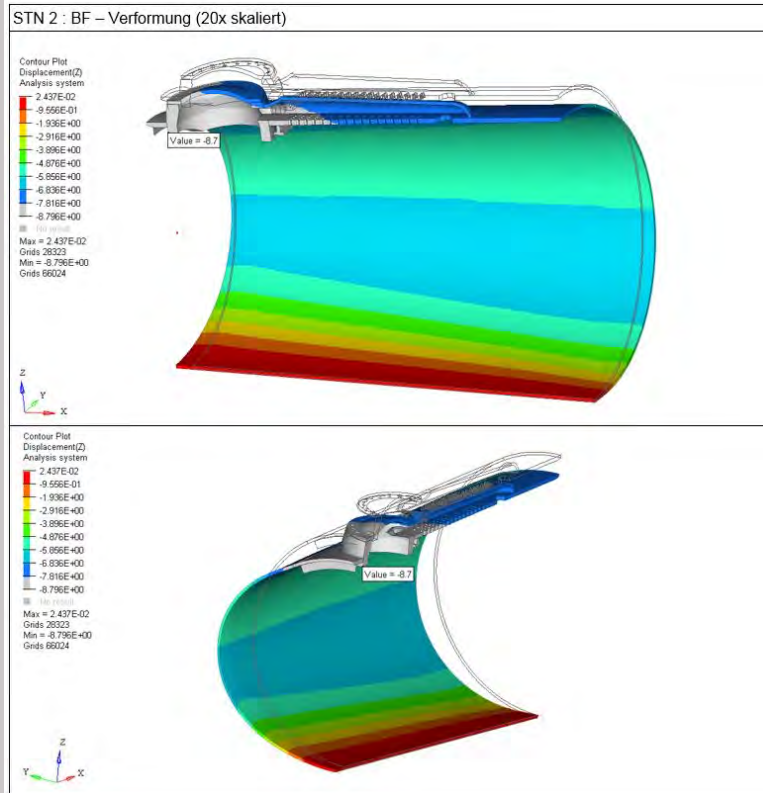 STN 2 : BF – Verformung (20x skaliert)
Contour Plot
Displacement(Z)
Analysis system
2.437E-02
-9.556E-01
-1.936E+00
-2.916E+00
-3.896E+00
-4.876E+00
-5.856E+00
-6.836E+00
-7.816E+00
-8.796E+00
No result
Max = 2.437E-02
Grids 28323
Min = -8.796E+00
Grids 66024
Value = -8.7
Z
Y
X
Contour Plot
Displacement(Z)
Analysis system
2.437E-02
-9.556E-01
-1.936E+00
-2.916E+00
-3.896E+00
-4.876E+00
-5.856E+00
-6.836E+00
-7.816E+00
-8.796E+00
No result
Max = 2.437E-02
Grids 28323
Min = -8.796E+00
Grids 66024
Value = -8.7
Z
Y
X